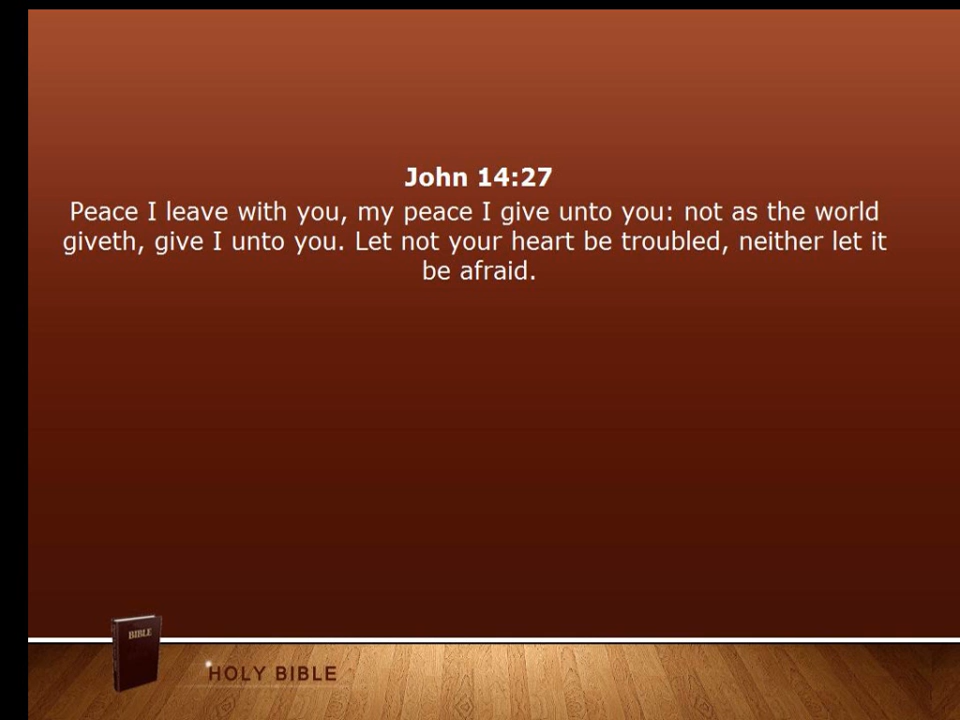 John 14:27
Peace I leave with you, my peace I give unto you: not as the world
giveth, give I unto you. Let not your heart be troubled, neither let it
be afraid.
BIBLE
HOLY BIBLE